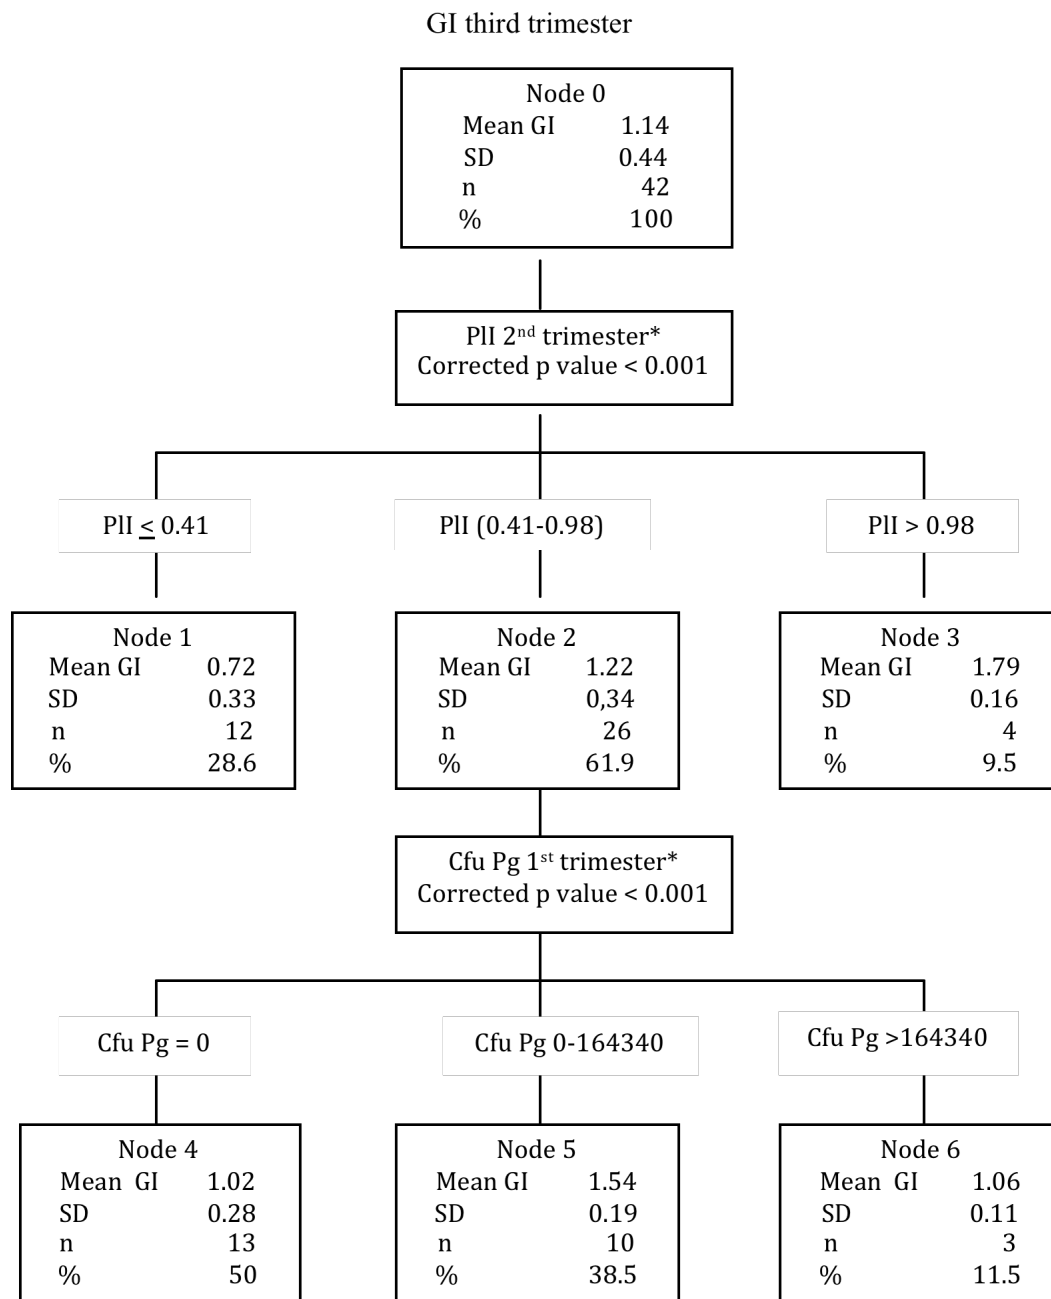 GI third trimester
Node 0
Mean GI 1.14
SD 0.44
n 42
% 100
PlI 2nd trimester*
Corrected p value < 0.001
PlI ≤ 0.41
PlI (0.41-0.98)
PlI > 0.98
Node 1
Mean GI 0.72
SD 0.33
n 12
% 28.6
Node 2
Mean GI 1.22
SD 0,34
n 26
% 61.9
Node 3
Mean GI 1.79
SD 0.16
n 4
% 9.5
Cfu Pg 1st trimester*
Corrected p value < 0.001
Cfu Pg = 0
Cfu Pg 0-164340
Cfu Pg >164340
Node 4
Mean GI 1.02
SD 0.28
n 13
% 50
Node 5
Mean GI 1.54
SD 0.19
n 10
% 38.5
Node 6
Mean GI 1.06
SD 0.11
n 3
% 11.5